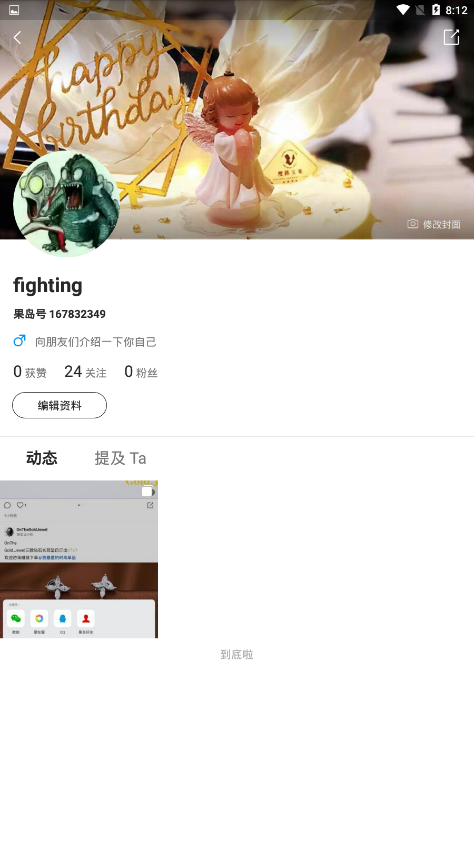 8:12
happy
birthday
修改封面
fighting
果岛号 167832349
向朋友们介绍一下你自己
0 获赞 24 关注 0 粉丝
编辑资料
动态 提及 Ta
OnTheGoldJewel
到底啦